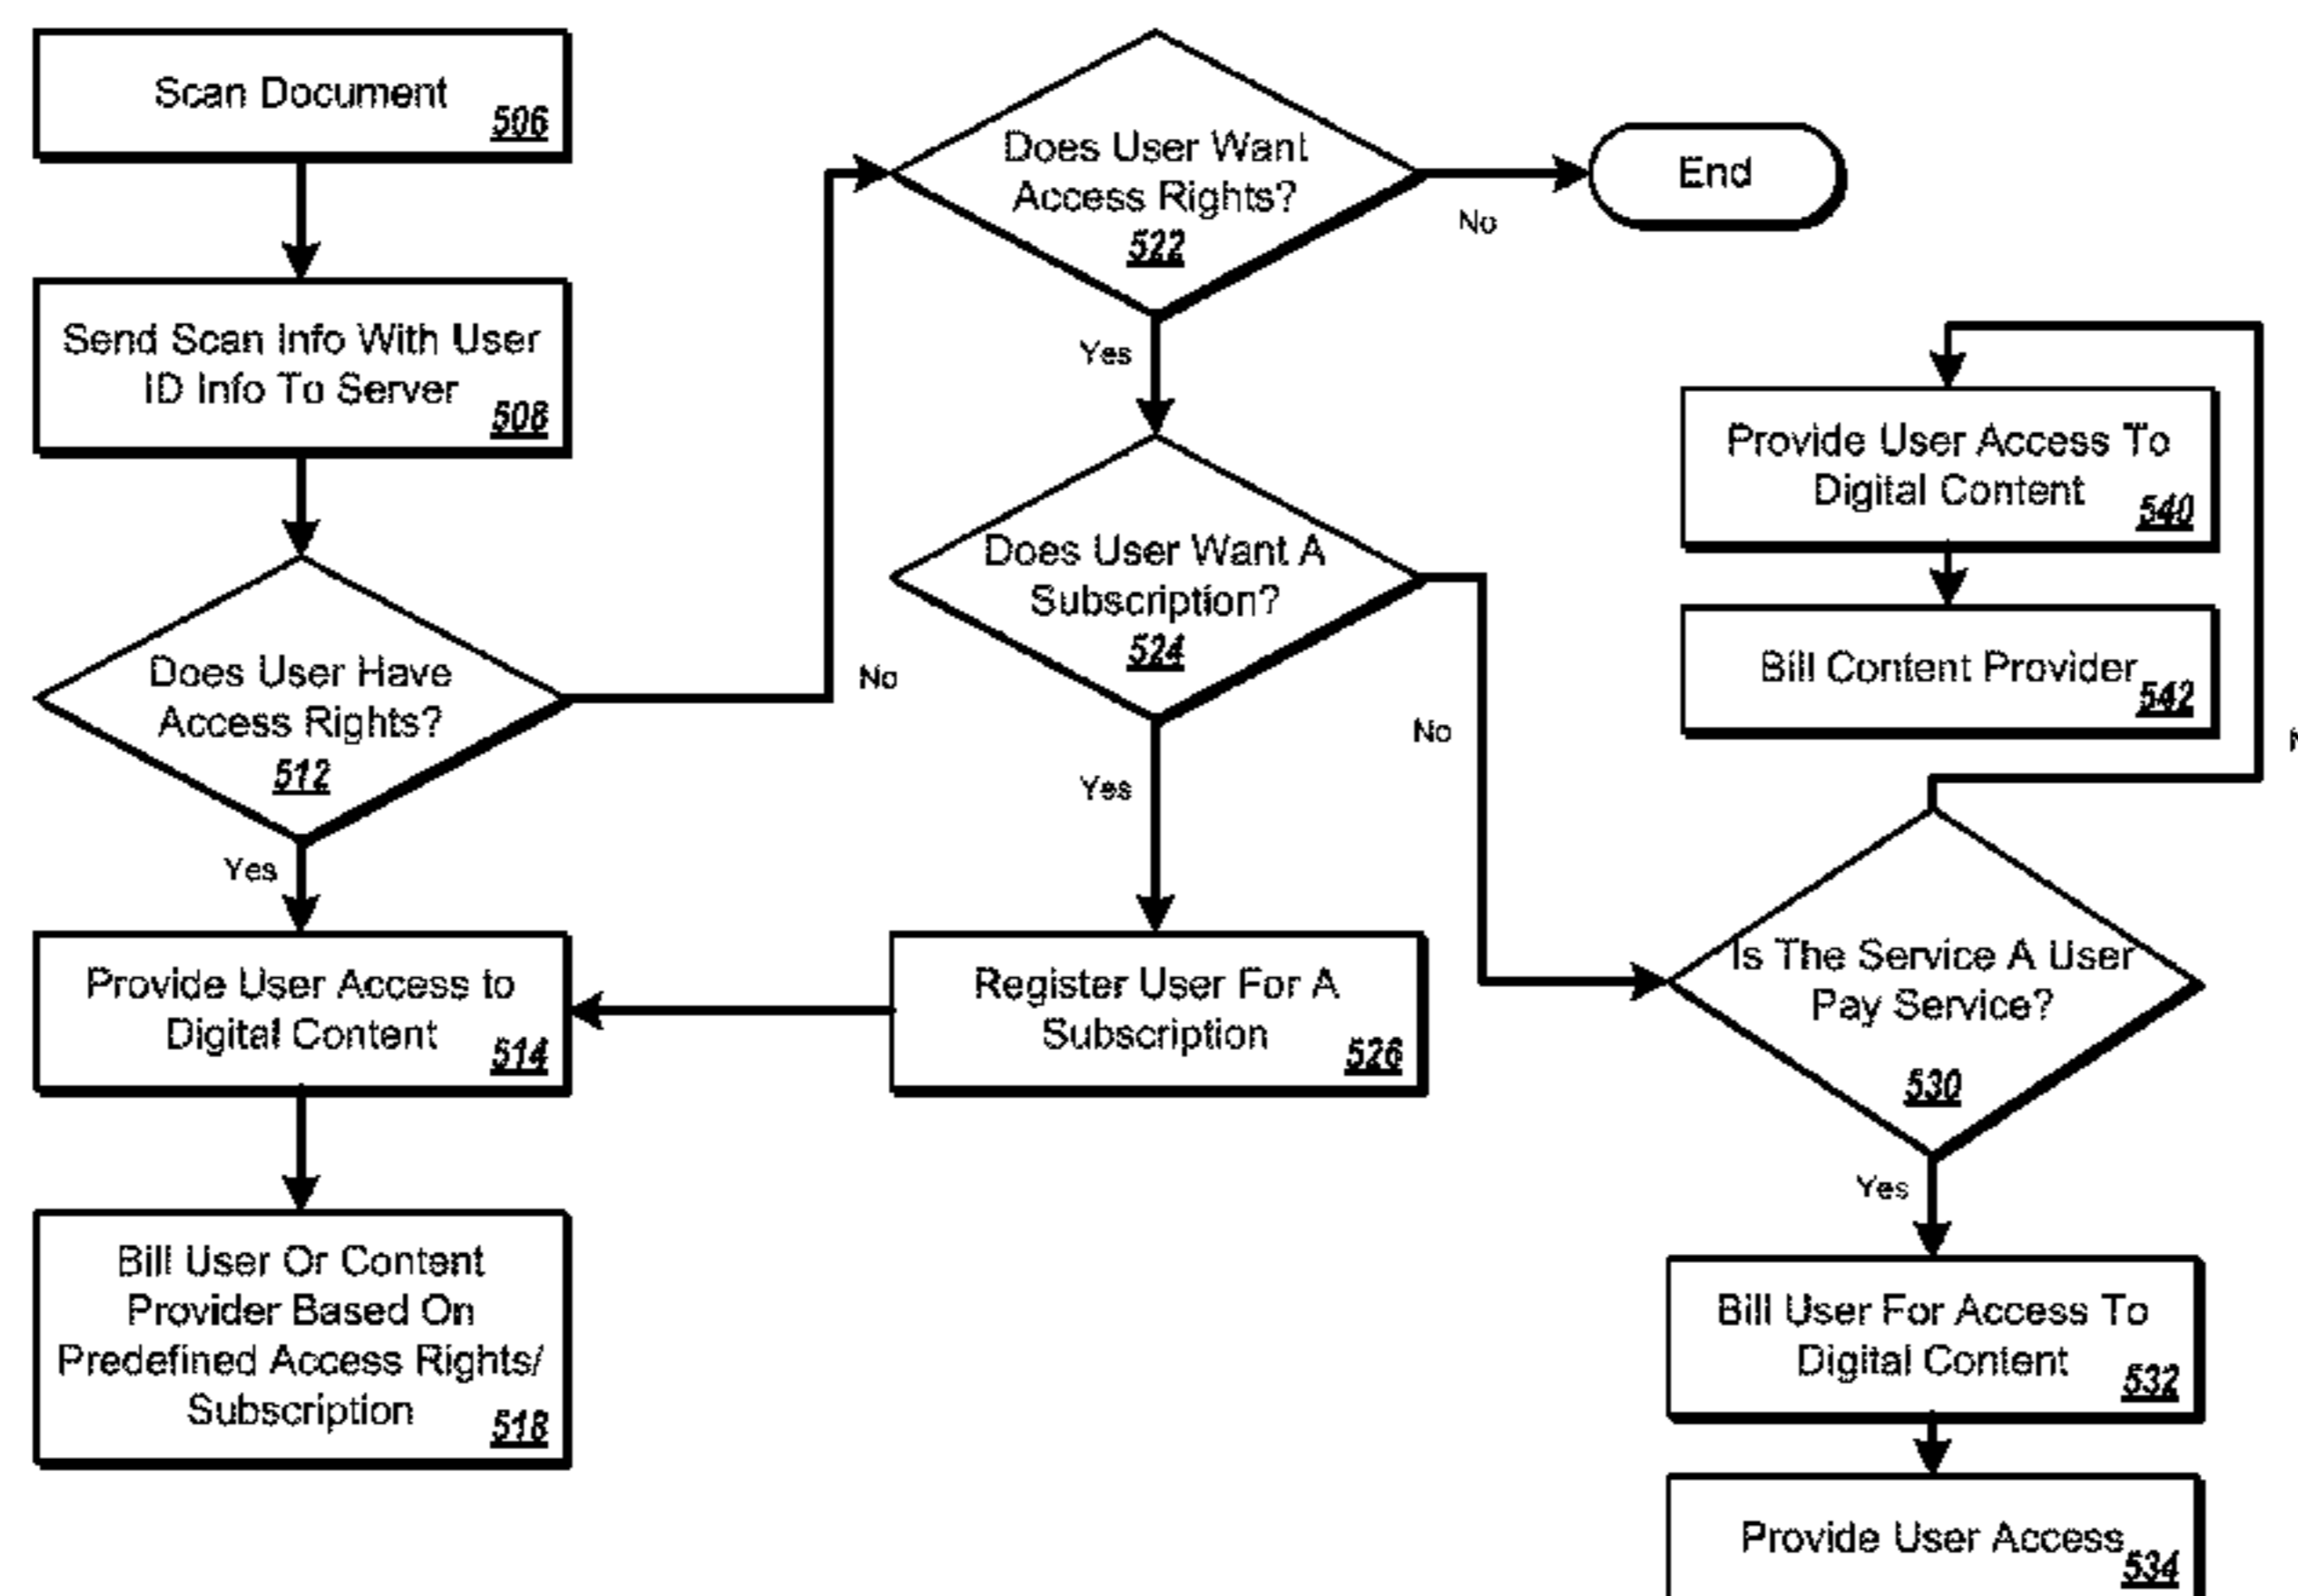 Scan Document
506
Send Scan Info With User
ID Info To Server
508
Does User Have
Access Rights?
512
No
Yes
Provide User Access to
Digital Content
514
Bill User Or Content
Provider Based On
Predefined Access Rights/
Subscription
518
Does User Want
Access Rights?
522
No
End
Yes
Does User Want A
Subscription?
524
No
Yes
Register User For A
Subscription
526
Provide User Access To
Digital Content
540
Bill Content Provider
542
Is The Service A User
Pay Service?
530
Yes
Bill User For Access To
Digital Content
532
Provide User Access
534